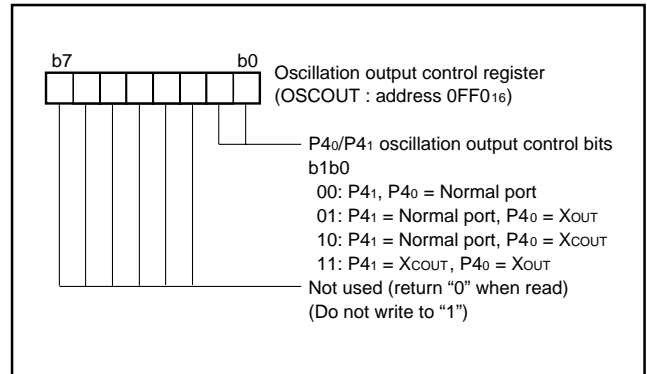 b7 b0
Oscillation output control register
(OSCOUT : address 0FF016)
P40/P41 oscillation output control bits
b1b0
00: P41, P40 = Normal port
01: P41 = Normal port, P40 = XOUT
10: P41 = Normal port, P40 = XCOUT
11: P41 = XCOUT, P40 = XOUT
Not used (return “0” when read)
(Do not write to “1”)